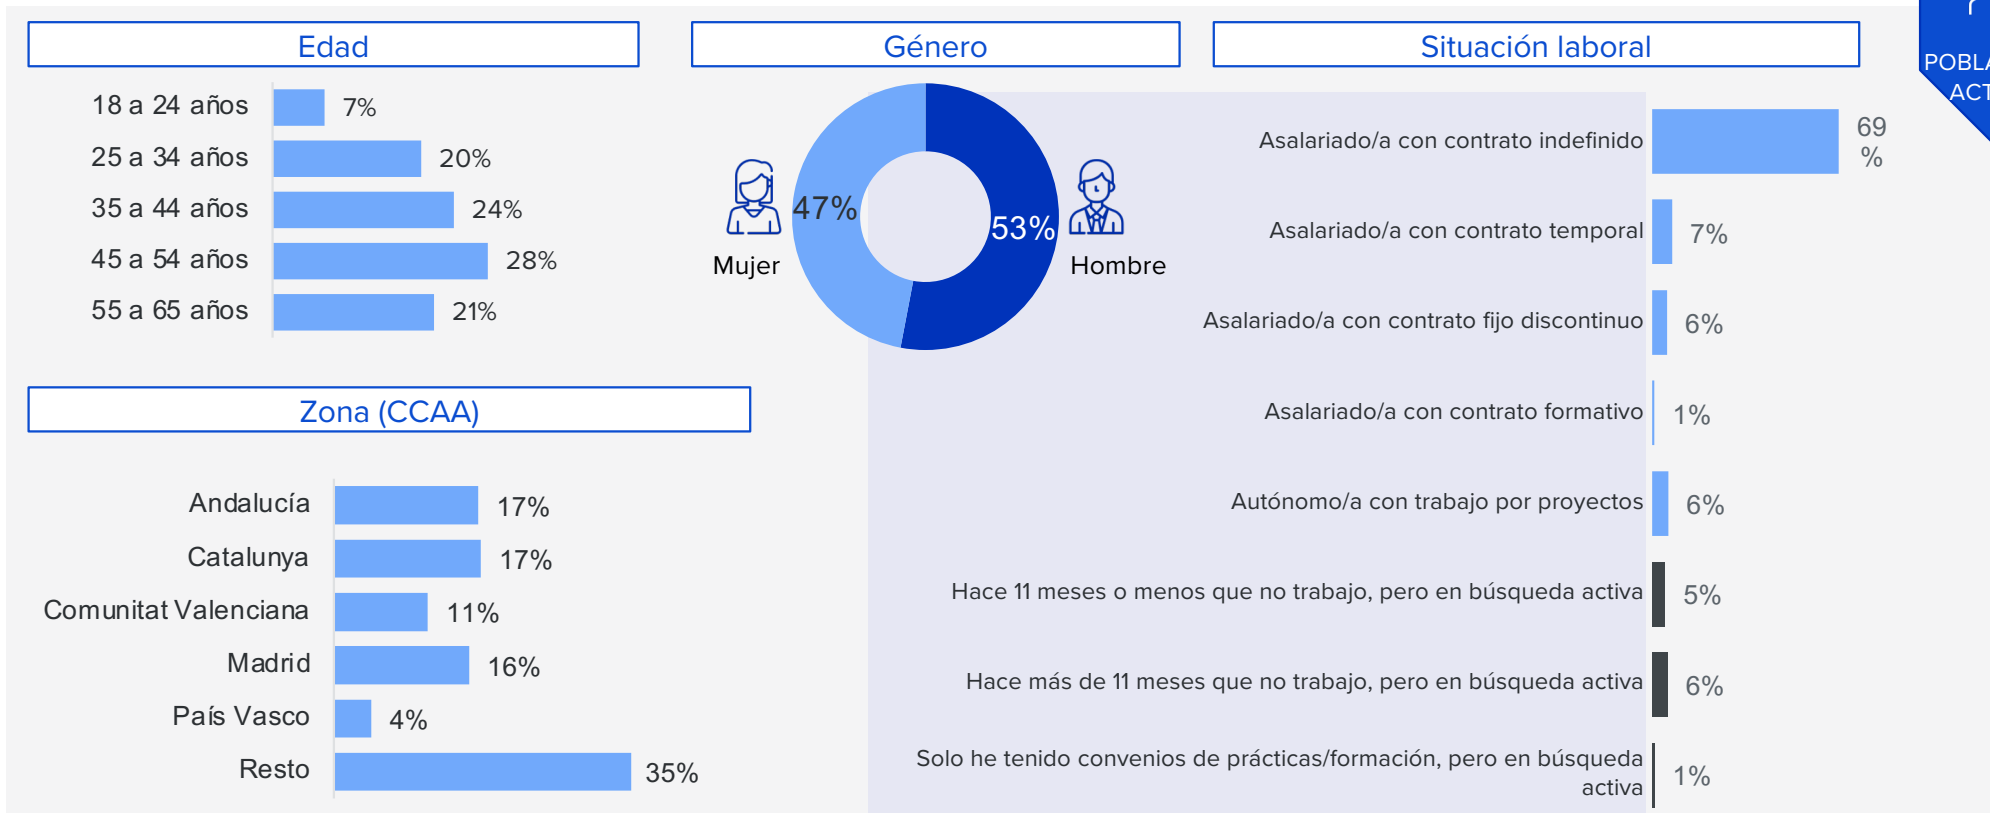 Edad
18 a 24 años 7%
25 a 34 años 20%
35 a 44 años 24%
45 a 54 años 28%
55 a 65 años 21%
Género
47%
53%
Mujer
Hombre
Situación laboral
Asalariado/a con contrato indefinido 69
%
Asalariado/a con contrato temporal 7%
Asalariado/a con contrato fijo discontinuo 6%
Asalariado/a con contrato formativo 1%
Autónomo/a con trabajo por proyectos 6%
Hace 11 meses o menos que no trabajo, pero en búsqueda activa 5%
Hace más de 11 meses que no trabajo, pero en búsqueda activa 6%
Solo he tenido convenios de prácticas/formación, pero en búsqueda
activa 1%
Zona (CCAA)
Andalucía 17%
Catalunya 17%
Comunitat Valenciana 11%
Madrid 16%
País Vasco 4%
Resto 35%
POBLA
ACT